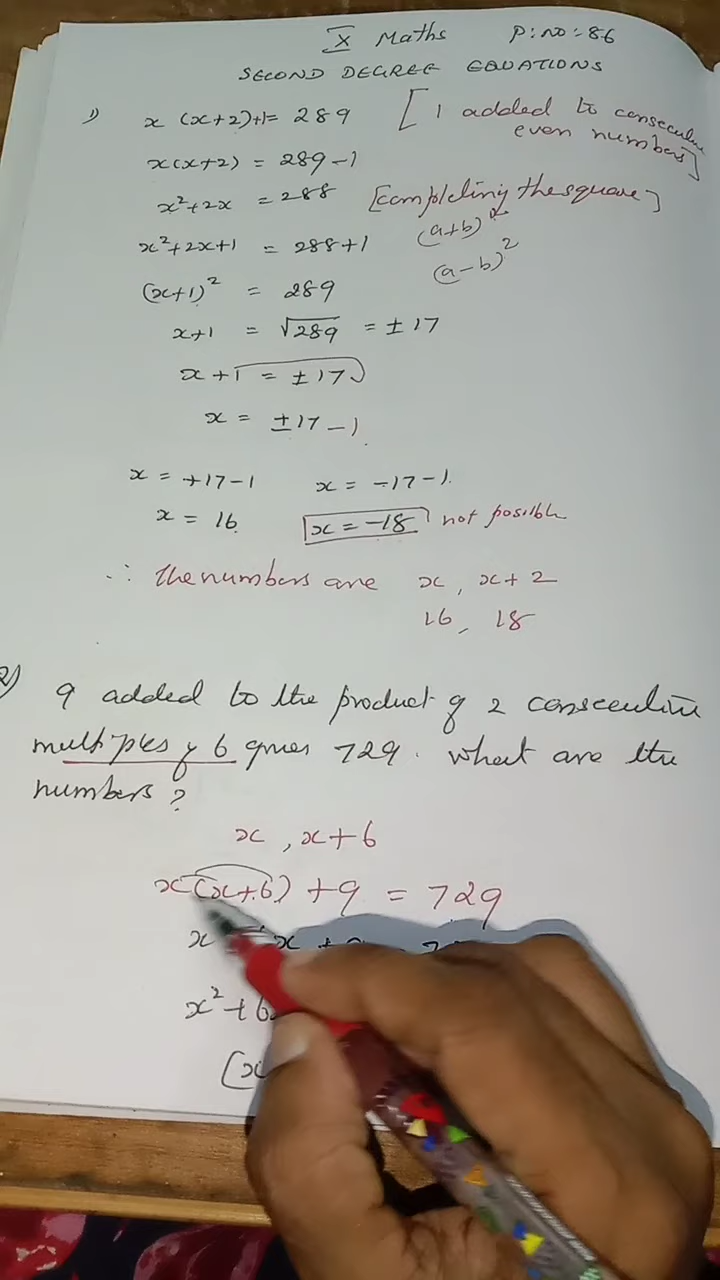 X Maths P: no:- 86
SECOND DEGREE EQUATIONS
1) x (x+2)+1= 289 [1 added to consecutive
even numbers]
x(x+2) = 289-1
x²+2x = 288 [completing the square]
x²+2x+1 = 288+1 (a+b)²
(a-b)²
(x+1)² = 289
x+1 = √289 = ±17
x+1 = ±17
x = ±17-1
x = +17-1 x = -17-1.
x = 16 x = -18 not possible
∴ the numbers are x, x+2
16, 18
2) 9 added to the product of 2 consecutive
multiples of 6 gives 729. what are the
numbers?
x, x+6
x(x+6) +9 = 729
x
x²+6
(x